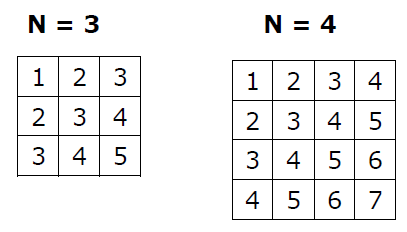 N = 3
1 2 3
2 3 4
3 4 5
N = 4
1 2 3 4
2 3 4 5
3 4 5 6
4 5 6 7